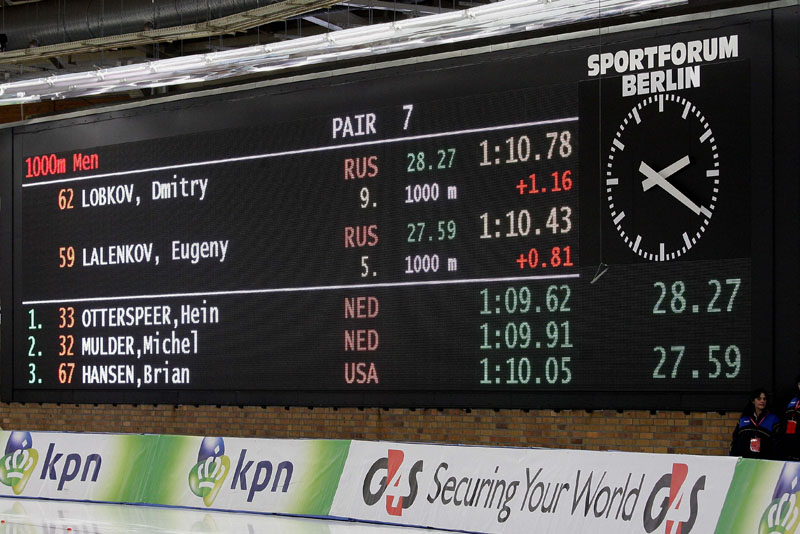 SPORTFORUM
BERLIN
PAIR 7
1000m Men
62 LOBKOV, Dmitry RUS 28.27 1:10.78
9. 1000 m +1.16
59 LALENKOV, Eugeny RUS 27.59 1:10.43
5. 1000 m +0.81
1. 33 OTTERSPEER,Hein NED 1:09.62 28.27
2. 32 MULDER,Michel NED 1:09.91
3. 67 HANSEN,Brian USA 1:10.05 27.59
kpn
kpn
G4S Securing Your World G4S